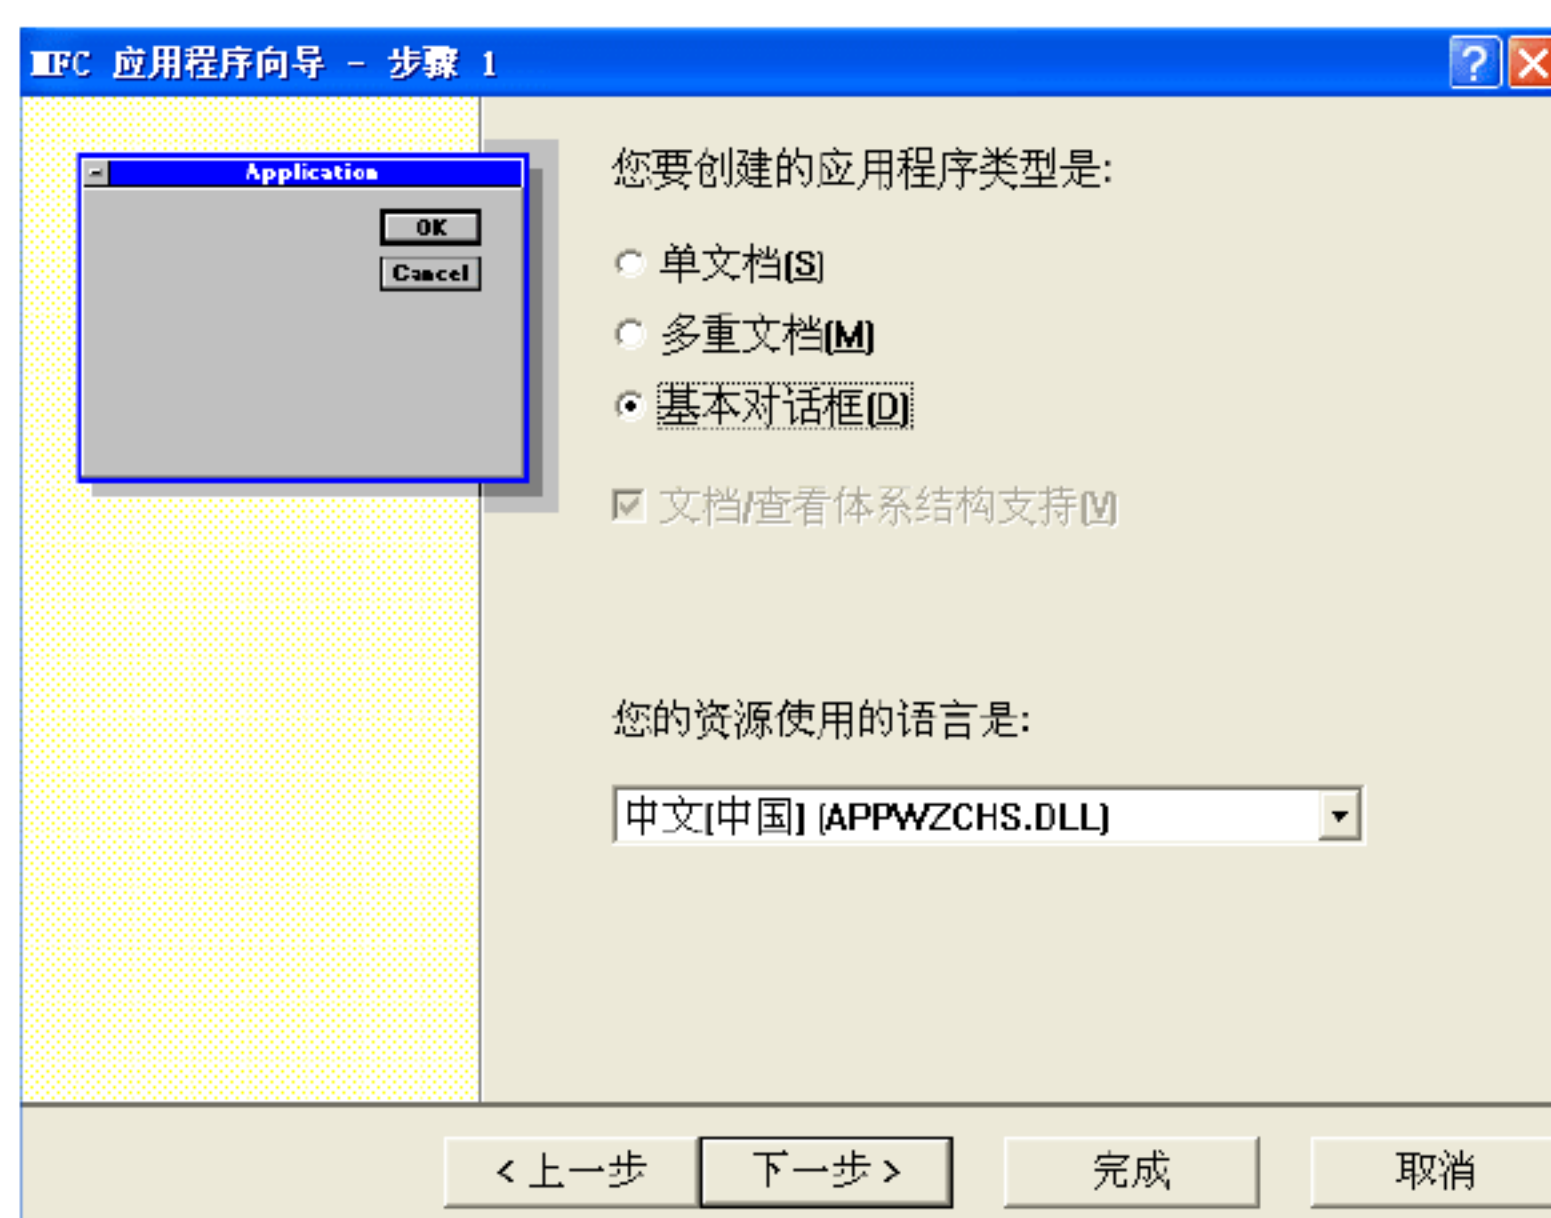 MFC 应用程序向导 - 步骤 1
Application
OK
Cancel
您要创建的应用程序类型是:
单文档(S)
多重文档(M)
基本对话框(D)
文档/查看体系结构支持(V)
您的资源使用的语言是:
中文[中国] (APPWZCHS.DLL)
< 上一步 下一步 > 完成 取消